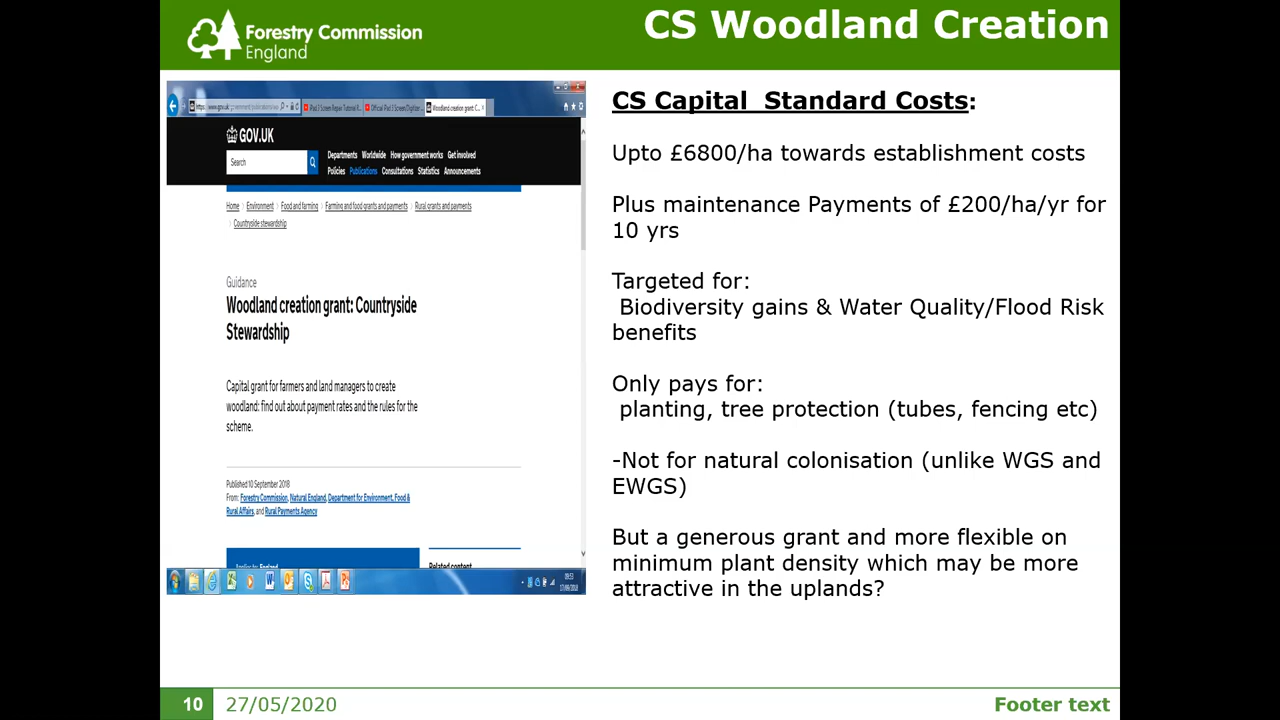 Forestry Commission
England
CS Woodland Creation
GOV.UK
Search
Departments Worldwide How government works Get involved
Policies Publications Consultations Statistics Announcements
Home Environment Food and farming Farming and food grants and payments Rural grants and payments
Countryside stewardship
Guidance
Woodland creation grant: Countryside
Stewardship
Capital grant for farmers and land managers to create
woodland: find out about payment rates and the rules for the
scheme.
Published 10 September 2018
From: Forestry Commission, Natural England, Department for Environment, Food &
Rural Affairs, and Rural Payments Agency
Applies to: England
Related content
CS Capital  Standard Costs:
Upto £6800/ha towards establishment costs
Plus maintenance Payments of £200/ha/yr for
10 yrs
Targeted for:
Biodiversity gains & Water Quality/Flood Risk
benefits
Only pays for:
planting, tree protection (tubes, fencing etc)
-Not for natural colonisation (unlike WGS and
EWGS)
But a generous grant and more flexible on
minimum plant density which may be more
attractive in the uplands?
10 27/05/2020
Footer text